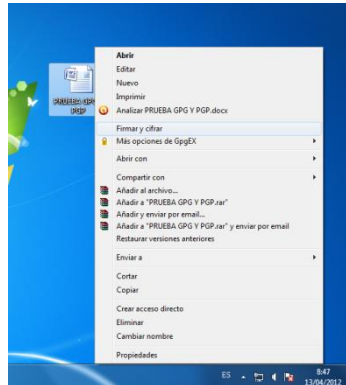 Abrir
Editar
Nuevo
Imprimir
Analizar PRUEBA GPG Y PGP.docx
Firmar y cifrar
Más opciones de GpgEX
Abrir con
Compartir con
Añadir al archivo...
Añadir a "PRUEBA GPG Y PGP.rar"
Añadir y enviar por email...
Añadir a "PRUEBA GPG Y PGP.rar" y enviar por email
Restaurar versiones anteriores
Enviar a
Cortar
Copiar
Crear acceso directo
Eliminar
Cambiar nombre
Propiedades
PRUEBA GPG
PGP
ES
8:47
13/04/2012